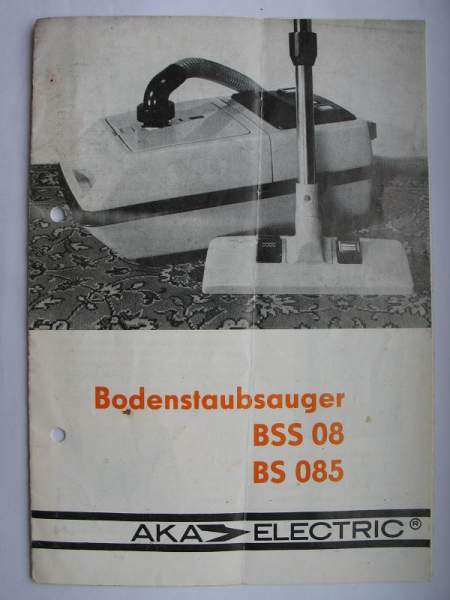 Bodenstaubsauger
BSS 08
BS 085
AKA ELECTRIC®